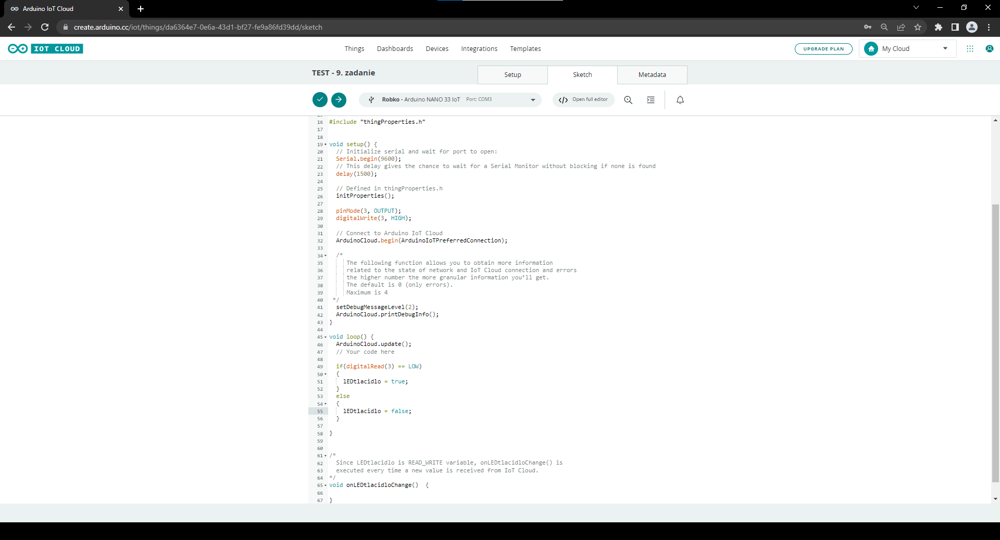 Arduino IoT Cloud
create.arduino.cc/iot/things/da6364e7-0e6a-43d1-bf27-fe9a86fd39dd/sketch
IOT CLOUD
Things Dashboards Devices Integrations Templates
UPGRADE PLAN
My Cloud
TEST - 9. zadanie
Setup Sketch Metadata
Robko - Arduino NANO 33 IoT Port: COM3
</> Open full editor
16 #include "thingProperties.h"
17
18
19 void setup() {
20 // Initialize serial and wait for port to open:
21 Serial.begin(9600);
22 // This delay gives the chance to wait for a Serial Monitor without blocking if none is found
23 delay(1500);
24
25 // Defined in thingProperties.h
26 initProperties();
27
28 pinMode(3, OUTPUT);
29 digitalWrite(3, HIGH);
30
31 // Connect to Arduino IoT Cloud
32 ArduinoCloud.begin(ArduinoIoTPreferredConnection);
33
34 /*
35 The following function allows you to obtain more information
36 related to the state of network and IoT Cloud connection and errors
37 the higher number the more granular information you’ll get.
38 The default is 0 (only errors).
39 Maximum is 4
40 */
41 setDebugMessageLevel(2);
42 ArduinoCloud.printDebugInfo();
43 }
44
45 void loop() {
46 ArduinoCloud.update();
47 // Your code here
48
49 if(digitalRead(3) == LOW)
50 {
51 lEDtlacidlo = true;
52 }
53 else
54 {
55 lEDtlacidlo = false;
56 }
57
58 }
59
60
61 /*
62 Since LEDtlacidlo is READ_WRITE variable, onLEDtlacidloChange() is
63 executed every time a new value is received from IoT Cloud.
64 */
65 void onLEDtlacidloChange() {
66
67 }